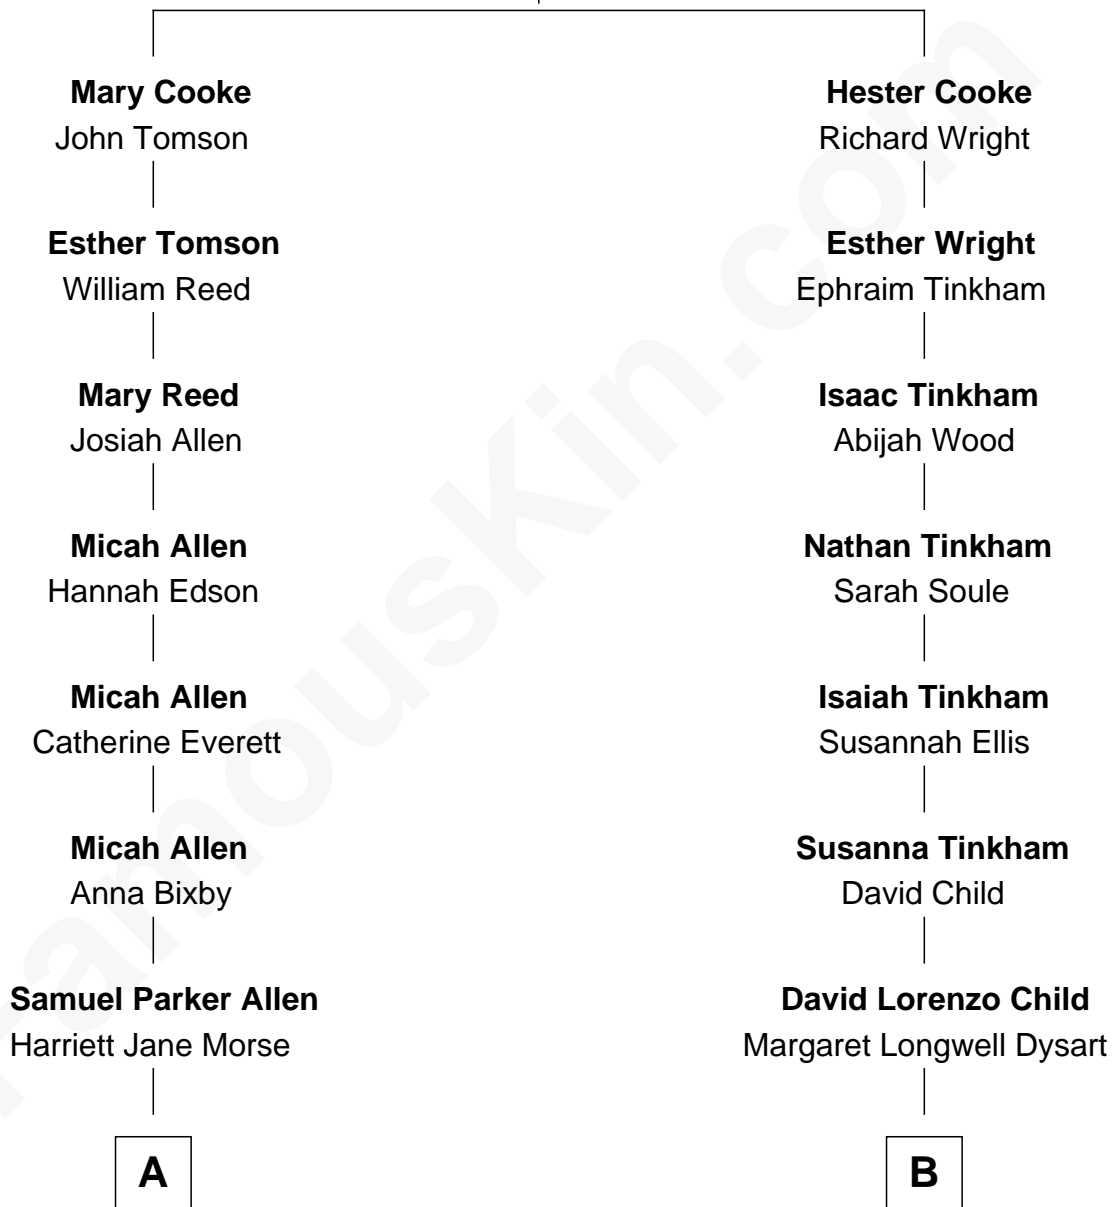 Mary Cooke
John Tomson
Esther Tomson
William Reed
Mary Reed
Josiah Allen
Micah Allen
Hannah Edson
Micah Allen
Catherine Everett
Micah Allen
Anna Bixby
Samuel Parker Allen
Harriett Jane Morse
A
Hester Cooke
Richard Wright
Esther Wright
Ephraim Tinkham
Isaac Tinkham
Abijah Wood
Nathan Tinkham
Sarah Soule
Isaiah Tinkham
Susannah Ellis
Susanna Tinkham
David Child
David Lorenzo Child
Margaret Longwell Dysart
B
FamousKin.com